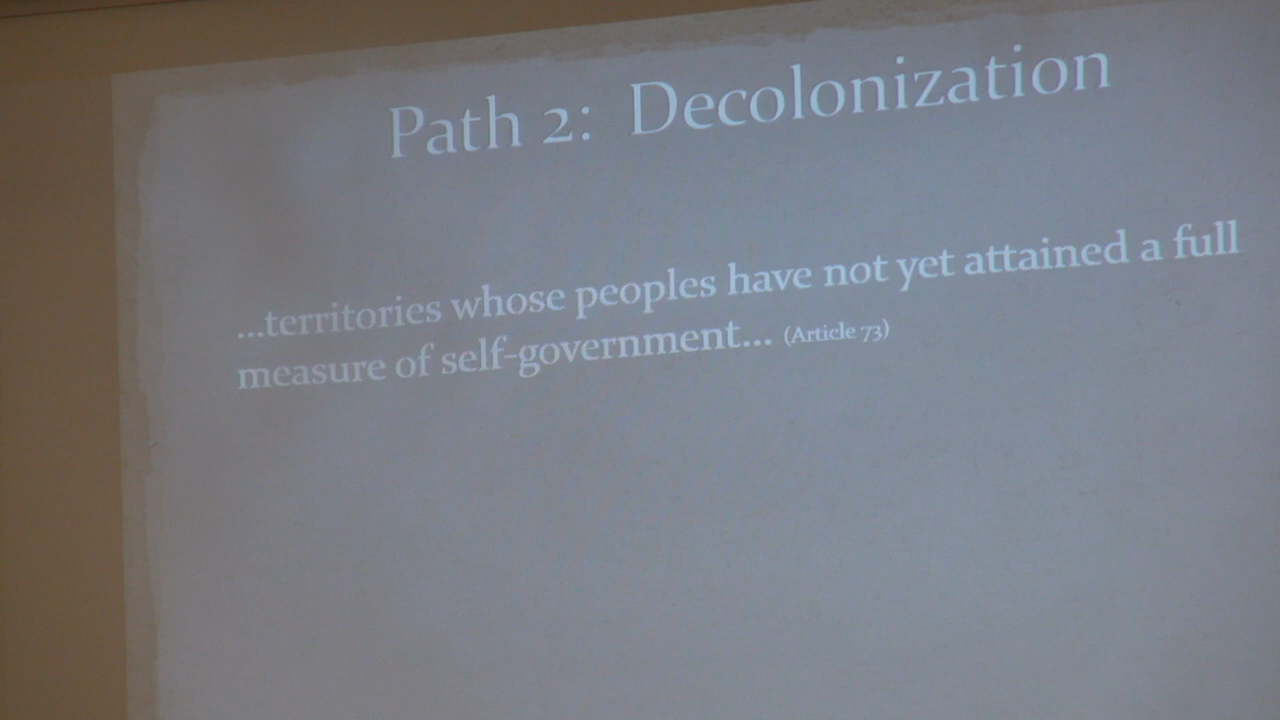 Path 2: Decolonization
...territories whose peoples have not yet attained a full
measure of self-government... (Article 73)